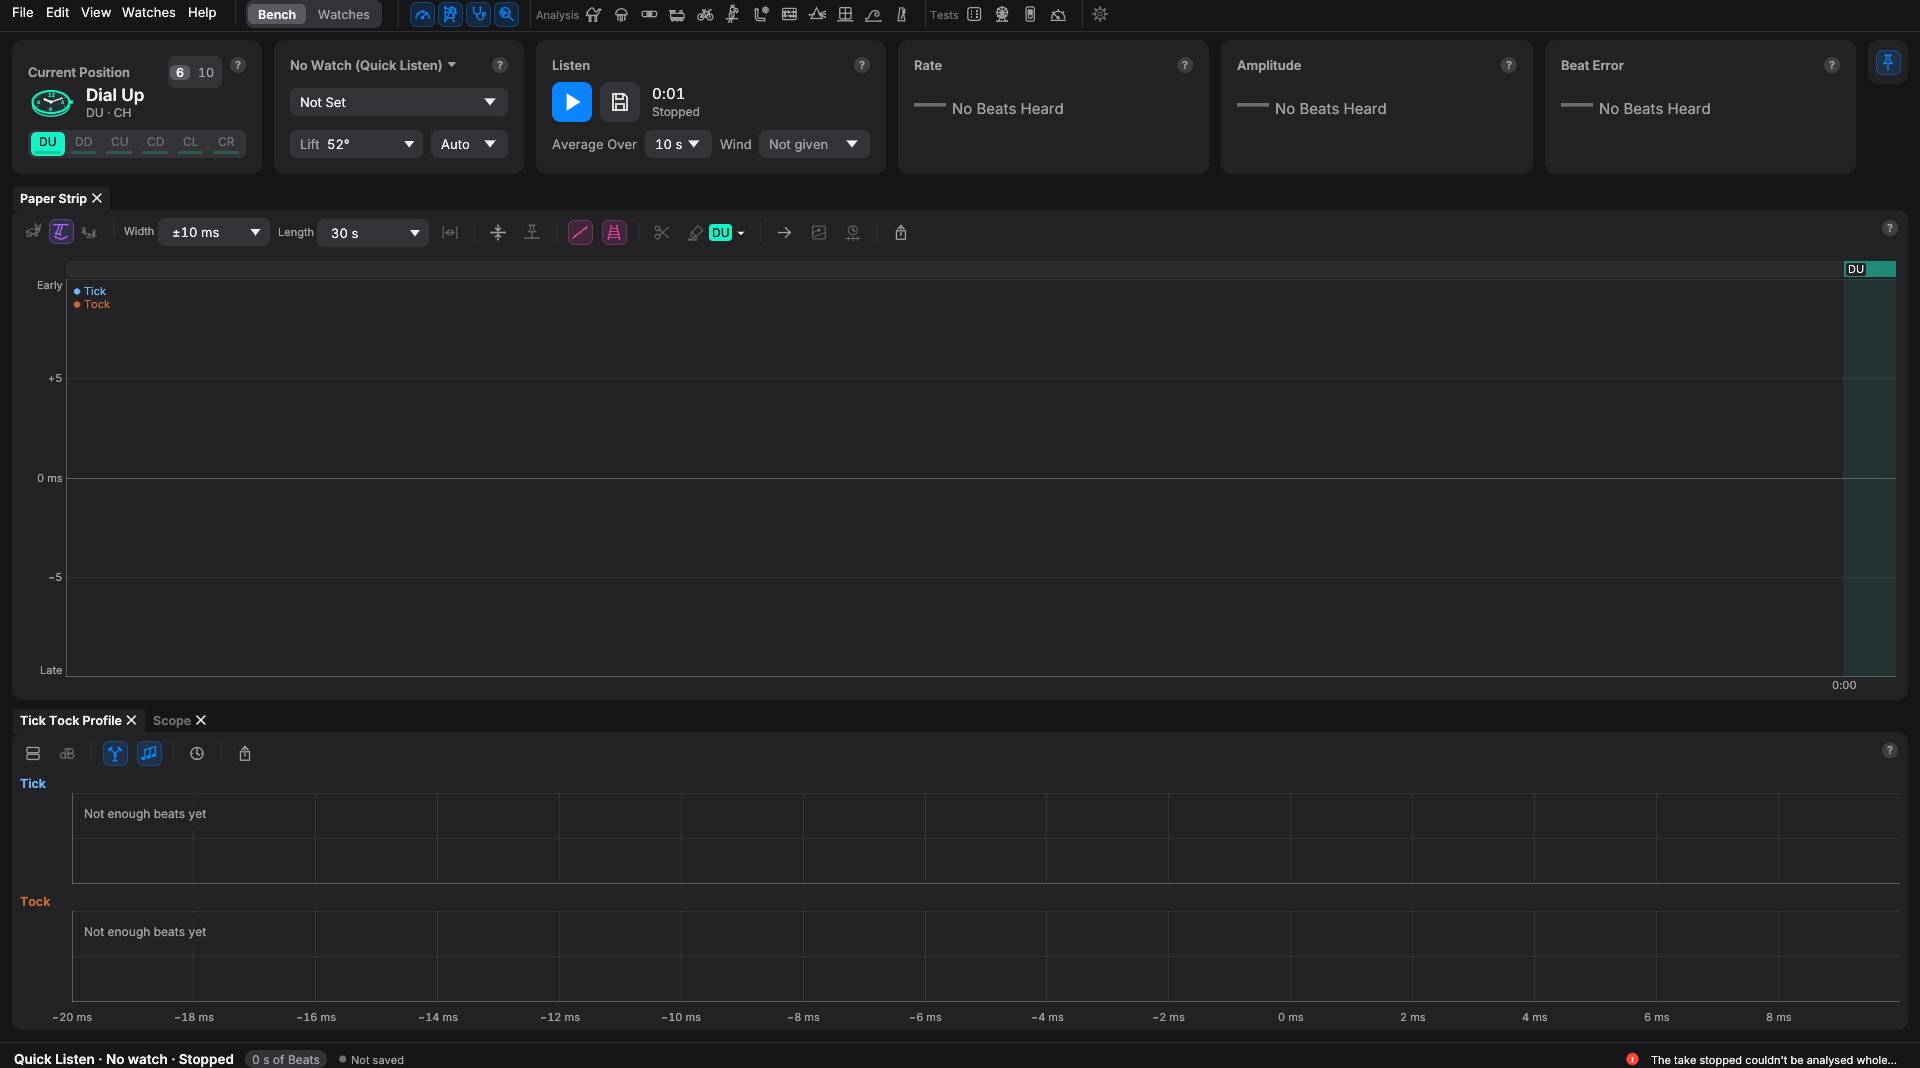 File Edit View Watches Help Bench Watches Analysis Tests
Current Position 6 10 ?
Dial Up
DU · CH
DU DD CU CD CL CR
No Watch (Quick Listen) ?
Not Set
Lift 52° Auto
Listen ?
0:01
Stopped
Average Over 10 s Wind Not given
Rate ?
No Beats Heard
Amplitude ?
No Beats Heard
Beat Error ?
No Beats Heard
Paper Strip
Width ±10 ms Length 30 s DU ?
DU
Early
Tick
Tock
+5
0 ms
−5
Late
0:00
Tick Tock Profile Scope
dB ?
Tick
Not enough beats yet
Tock
Not enough beats yet
−20 ms −18 ms −16 ms −14 ms −12 ms −10 ms −8 ms −6 ms −4 ms −2 ms 0 ms 2 ms 4 ms 6 ms 8 ms
Quick Listen · No watch · Stopped 0 s of Beats Not saved The take stopped couldn't be analysed whole...